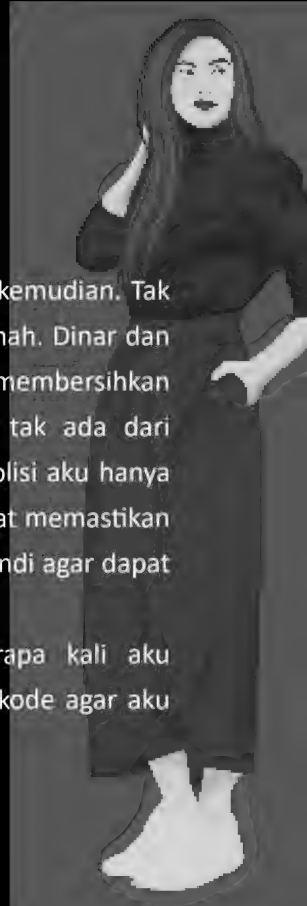 kemudian. Tak
nah. Dinar dan
membersihkan
tak ada dari
olisi aku hanya
at memastikan
ndi agar dapat
rapa kali aku
kode agar aku